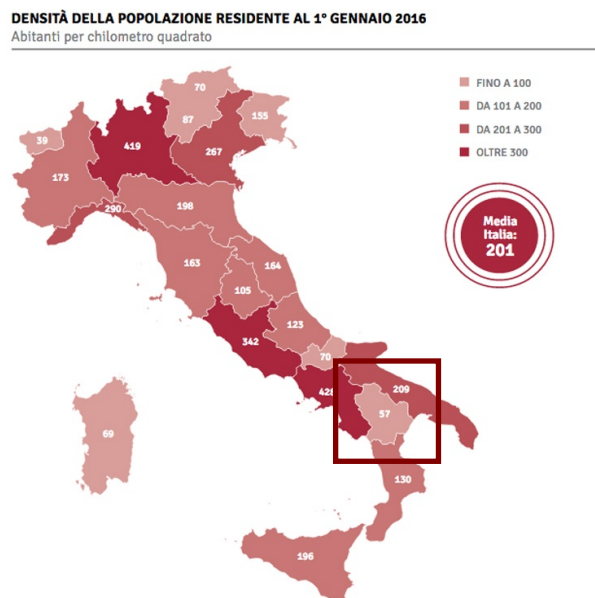 DENSITÀ DELLA POPOLAZIONE RESIDENTE AL 1° GENNAIO 2016
Abitanti per chilometro quadrato
FINO A 100
DA 101 A 200
DA 201 A 300
OLTRE 300
Media
Italia:
201
70
87
155
39
419
267
173
290
198
163
164
105
123
342
70
428
209
57
69
130
196